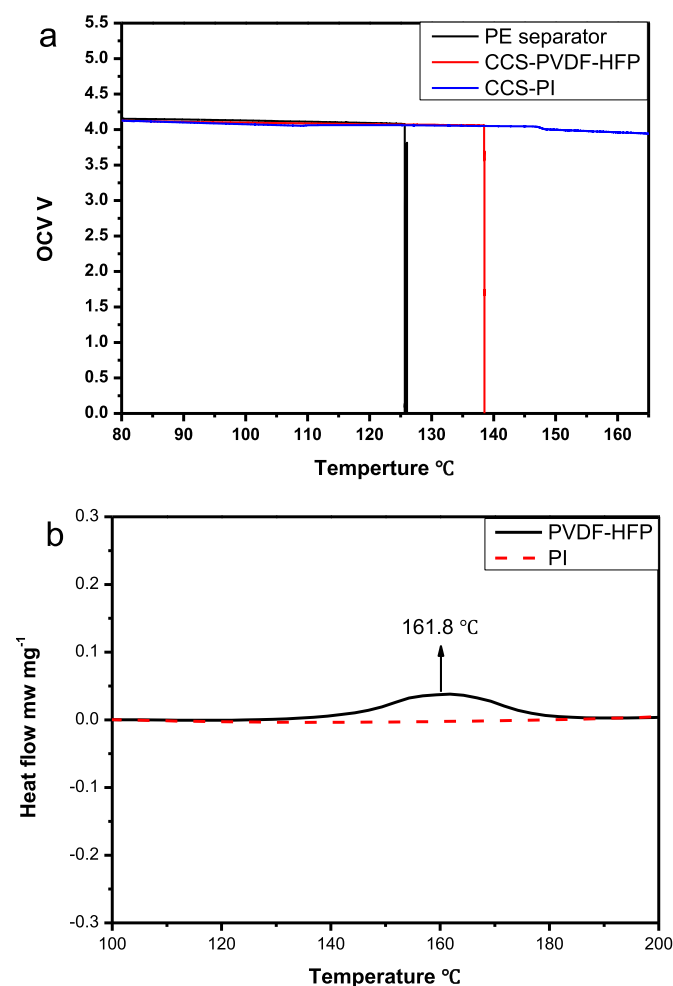 a
PE separator
CCS-PVDF-HFP
CCS-PI
5.5
5.0
4.5
4.0
3.5
3.0
2.5
2.0
1.5
1.0
0.5
0.0
OCV V
80 90 100 110 120 130 140 150 160
Temperture ℃
b
PVDF-HFP
PI
0.3
0.2
0.1
0.0
-0.1
-0.2
-0.3
161.8 ℃
Heat flow mw mg-1
100 120 140 160 180 200
Temperature ℃